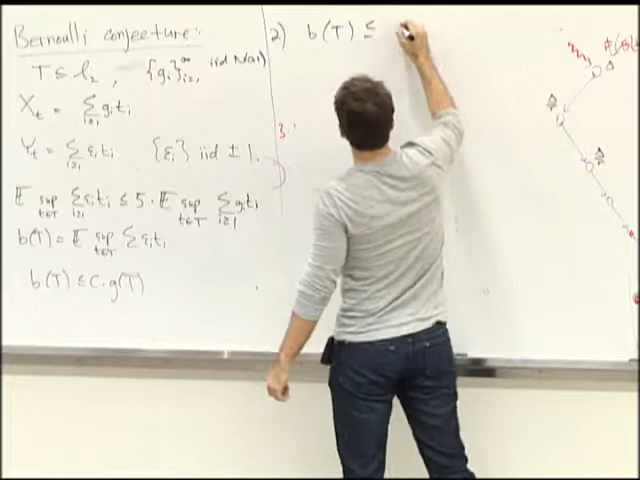 Bernoulli conjecture:
T ⊆ l₂, {gᵢ}ᵢ≥₁^∞ iid N(0,1)
Xₜ = Σᵢ≥₁ gᵢtᵢ
Yₜ = Σᵢ≥₁ εᵢtᵢ {εᵢ} iid ±1.
E sup_{t∈T} Σᵢ≥₁ εᵢtᵢ ≤ 5 · E sup_{t∈T} Σᵢ≥₁ gᵢtᵢ
b(T) = E sup_{t∈T} Σ εᵢtᵢ
b(T) ≤ C · g(T)
2) b(T) ≤
3
Δ